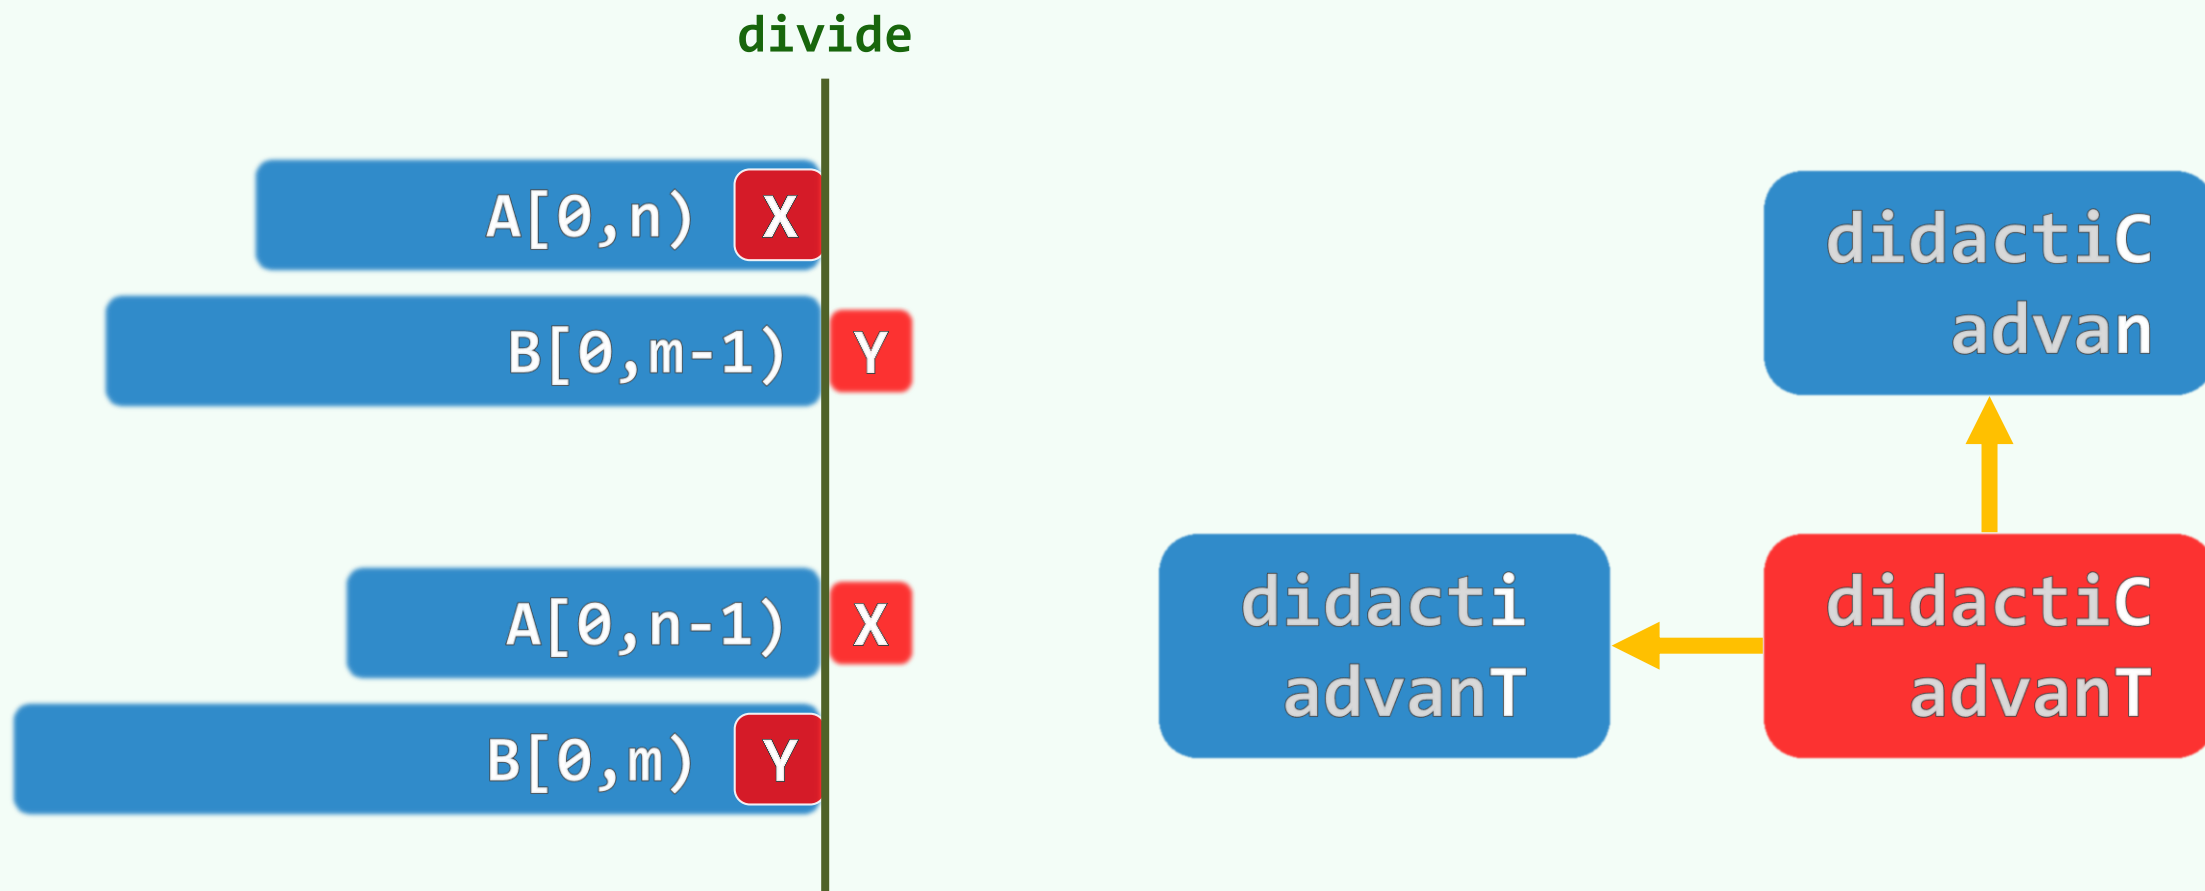 divide
A[0,n) X
B[0,m-1) Y
A[0,n-1) X
B[0,m) Y
didactiC
advan
didacti
advanT
didactiC
advanT